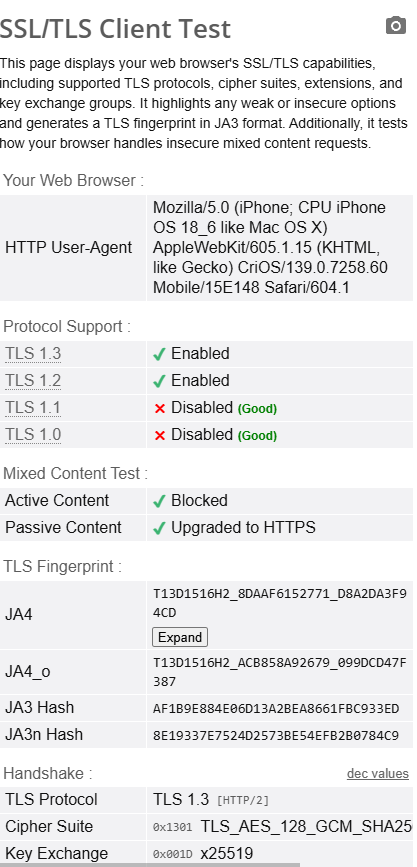 SSL/TLS Client Test
This page displays your web browser's SSL/TLS capabilities,
including supported TLS protocols, cipher suites, extensions, and
key exchange groups. It highlights any weak or insecure options
and generates a TLS fingerprint in JA3 format. Additionally, it tests
how your browser handles insecure mixed content requests.
Your Web Browser :
HTTP User-Agent
Mozilla/5.0 (iPhone; CPU iPhone
OS 18_6 like Mac OS X)
AppleWebKit/605.1.15 (KHTML,
like Gecko) CriOS/139.0.7258.60
Mobile/15E148 Safari/604.1
Protocol Support :
TLS 1.3 ✔ Enabled
TLS 1.2 ✔ Enabled
TLS 1.1 ✕ Disabled (Good)
TLS 1.0 ✕ Disabled (Good)
Mixed Content Test :
Active Content ✔ Blocked
Passive Content ✔ Upgraded to HTTPS
TLS Fingerprint :
JA4
T13D1516H2_8DAAF6152771_D8A2DA3F9
4CD
Expand
JA4_o
T13D1516H2_ACB858A92679_099DCD47F
387
JA3 Hash AF1B9E884E06D13A2BEA8661FBC933ED
JA3n Hash 8E19337E7524D2573BE54EFB2B0784C9
Handshake : dec values
TLS Protocol TLS 1.3 [HTTP/2]
Cipher Suite 0x1301 TLS_AES_128_GCM_SHA25
Key Exchange 0x001D x25519